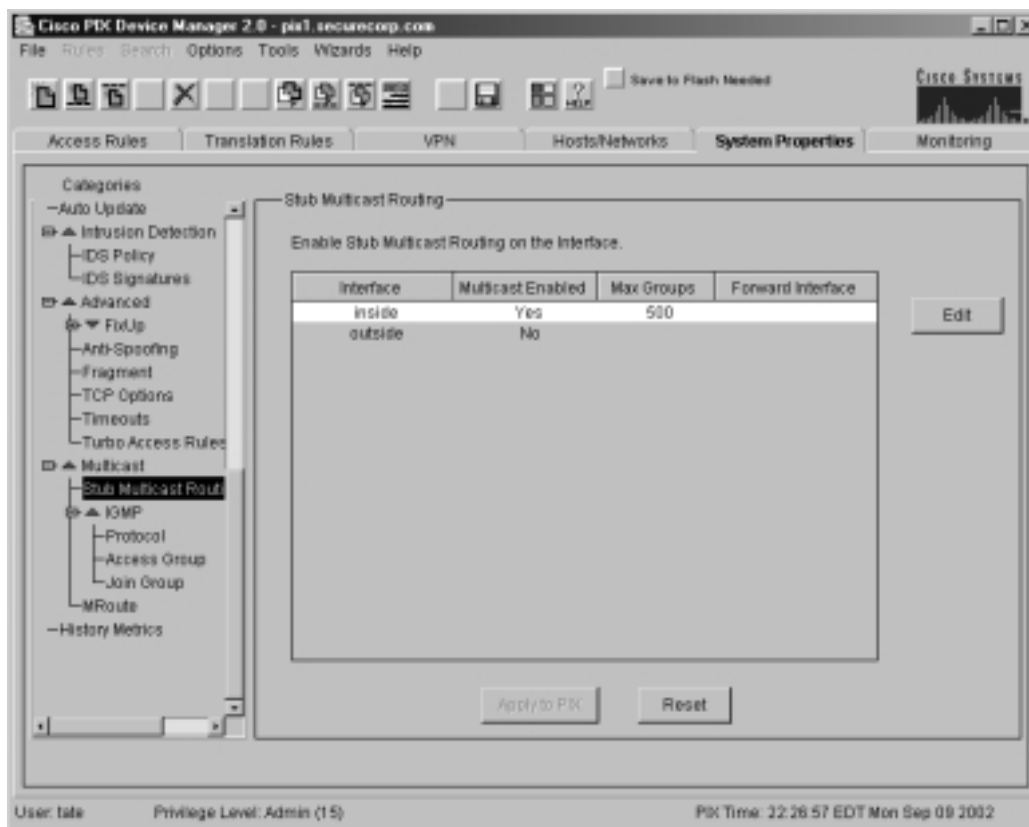 Cisco PIX Device Manager 2.0 - pix1.securecorp.com
File Rules Search Options Tools Wizards Help
HELP
Save to Flash Needed
CISCO SYSTEMS
Access Rules Translation Rules VPN Hosts/Networks System Properties Monitoring
Categories
Auto Update
Intrusion Detection
IDS Policy
IDS Signatures
Advanced
FixUp
Anti-Spoofing
Fragment
TCP Options
Timeouts
Turbo Access Rules
Multicast
Stub Multicast Routi
IGMP
Protocol
Access Group
Join Group
MRoute
History Metrics
Stub Multicast Routing
Enable Stub Multicast Routing on the Interface.
Interface Multicast Enabled Max Groups Forward Interface
inside Yes 500
outside No
Edit
Apply to PIX Reset
User: tate Privilege Level: Admin (15) PIX Time: 22:26:57 EDT Mon Sep 09 2002